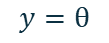 y = θ